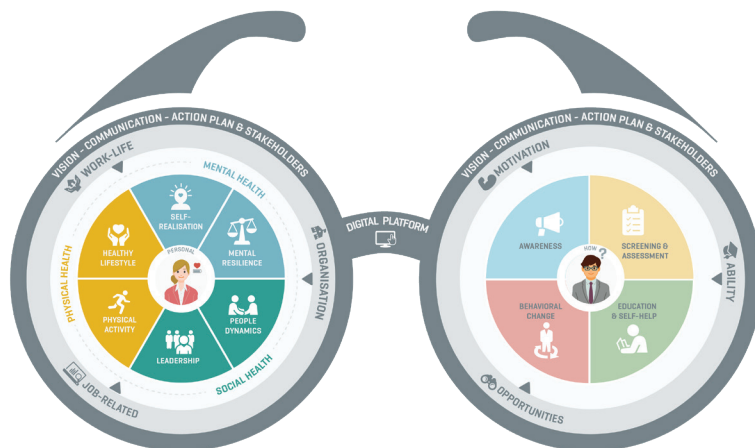 VISION - COMMUNICATION - ACTION PLAN & STAKEHOLDERS
WORK-LIFE
MENTAL HEALTH
SELF-
REALISATION
HEALTHY
LIFESTYLE
MENTAL
RESILIENCE
PERSONAL
PHYSICAL HEALTH
ORGANISATION
PHYSICAL
ACTIVITY
PEOPLE
DYNAMICS
LEADERSHIP
SOCIAL HEALTH
JOB-RELATED
DIGITAL PLATFORM
VISION - COMMUNICATION - ACTION PLAN & STAKEHOLDERS
MOTIVATION
AWARENESS
SCREENING &
ASSESSMENT
HOW ?
ABILITY
BEHAVIORAL
CHANGE
EDUCATION
& SELF-HELP
OPPORTUNITIES